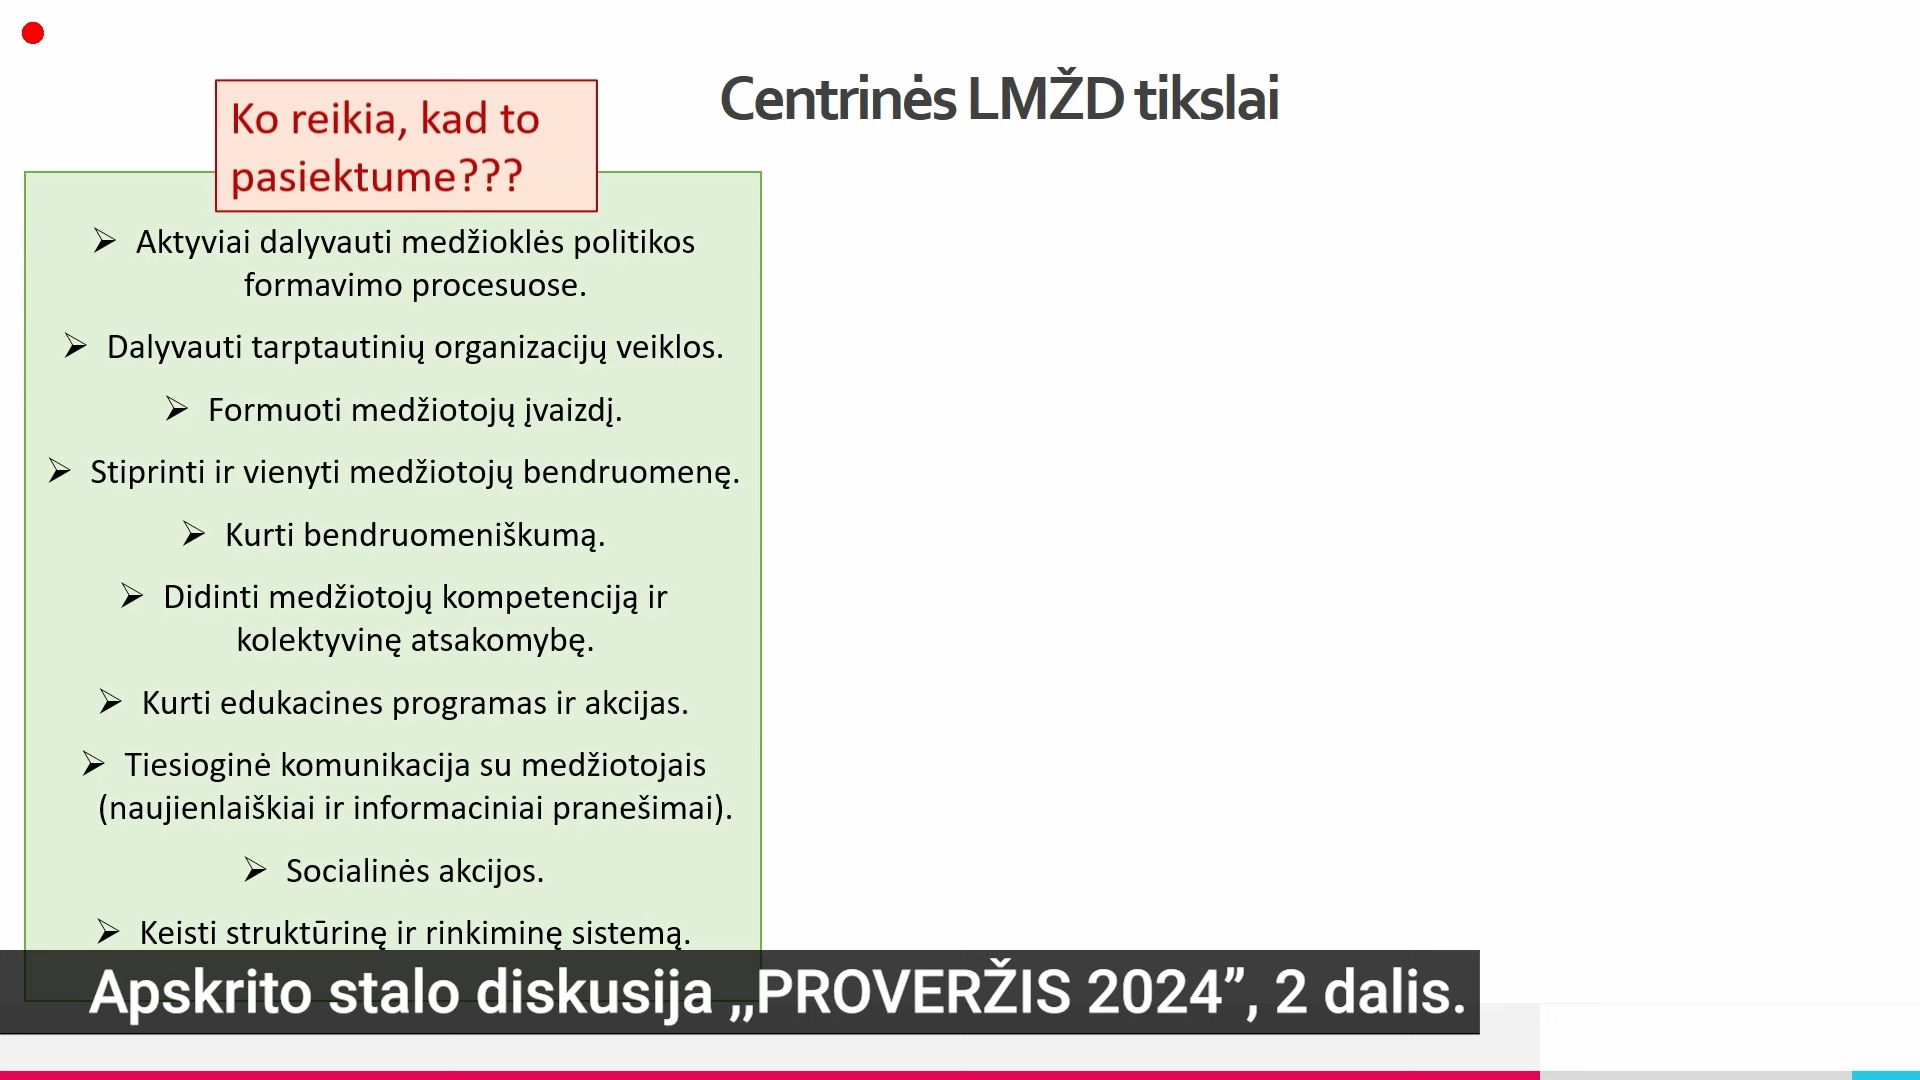 Centrinės LMŽD tikslai
Ko reikia, kad to
pasiektume???
⮚ Aktyviai dalyvauti medžioklės politikos
formavimo procesuose.
⮚ Dalyvauti tarptautinių organizacijų veiklos.
⮚ Formuoti medžiotojų įvaizdį.
⮚ Stiprinti ir vienyti medžiotojų bendruomenę.
⮚ Kurti bendruomeniškumą.
⮚ Didinti medžiotojų kompetenciją ir
kolektyvinę atsakomybę.
⮚ Kurti edukacines programas ir akcijas.
⮚ Tiesioginė komunikacija su medžiotojais
(naujienlaiškiai ir informaciniai pranešimai).
⮚ Socialinės akcijos.
⮚ Keisti struktūrinę ir rinkiminę sistemą.
Apskrito stalo diskusija ,,PROVERŽIS 2024”, 2 dalis.